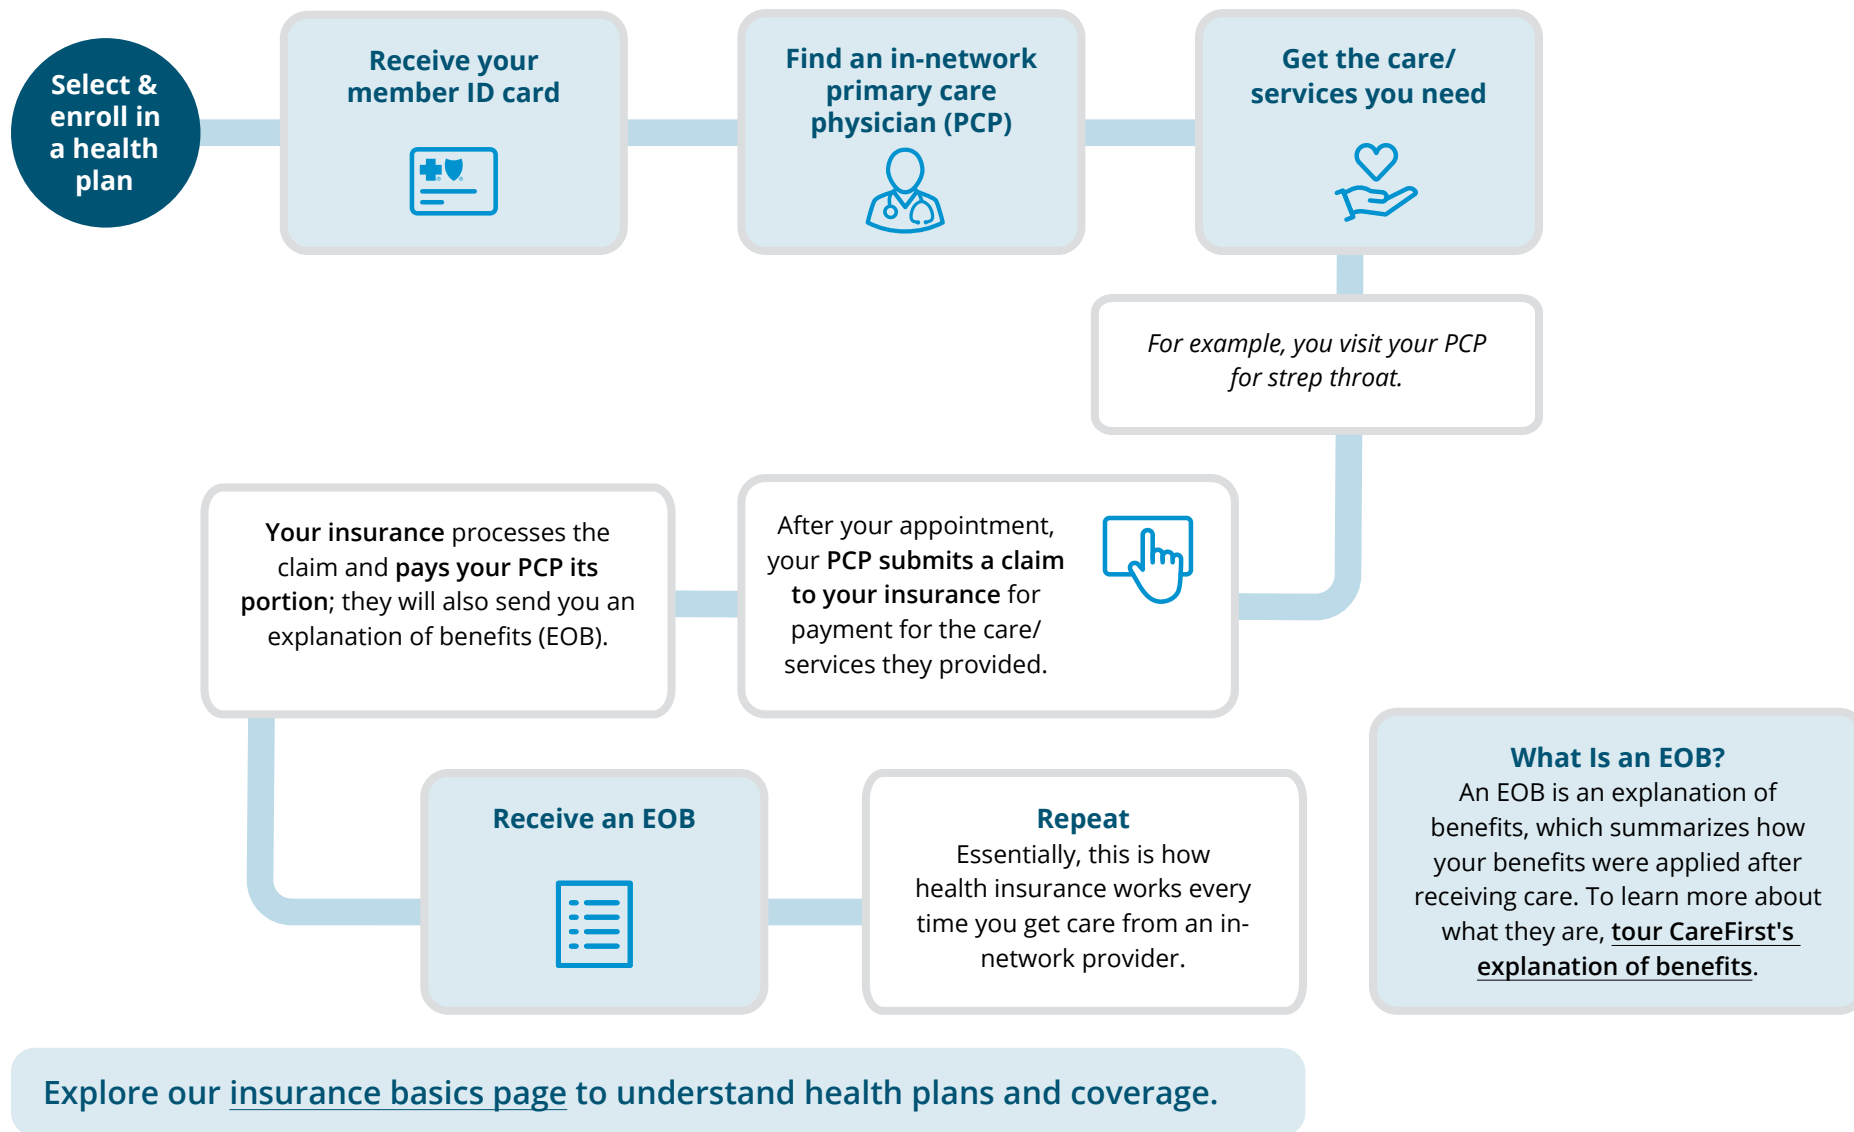 Select &
enroll in
a health
plan
Receive your
member ID card
Find an in-network
primary care
physician (PCP)
Get the care/
services you need
For example, you visit your PCP
for strep throat.
After your appointment,
your PCP submits a claim
to your insurance for
payment for the care/
services they provided.
Your insurance processes the
claim and pays your PCP its
portion; they will also send you an
explanation of benefits (EOB).
Receive an EOB
Repeat
Essentially, this is how
health insurance works every
time you get care from an in-
network provider.
What Is an EOB?
An EOB is an explanation of
benefits, which summarizes how
your benefits were applied after
receiving care. To learn more about
what they are, tour CareFirst's
explanation of benefits.
Explore our insurance basics page to understand health plans and coverage.